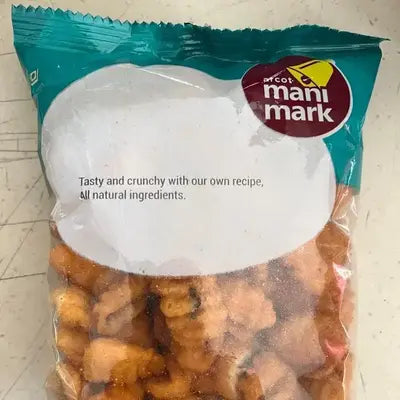 arcot
mani
mark
Tasty and crunchy with our own recipe,
All natural ingredients.